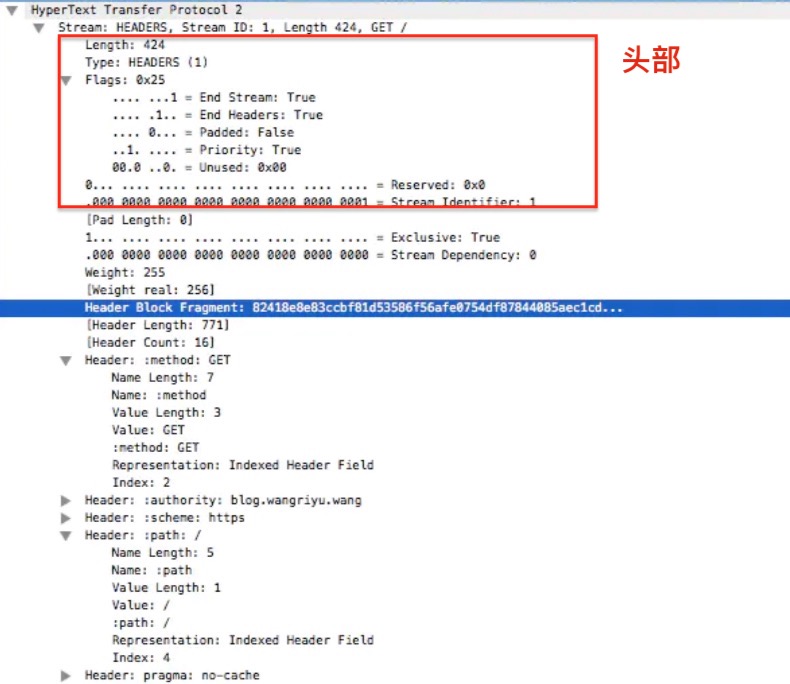 HyperText Transfer Protocol 2
Stream: HEADERS, Stream ID: 1, Length 424, GET /
Length: 424
头部
Type: HEADERS (1)
Flags: 0x25
.... ...1 = End Stream: True
.... .1.. = End Headers: True
.... 0... = Padded: False
..1. .... = Priority: True
00.0 ..0. = Unused: 0x00
0... .... .... .... .... .... .... .... = Reserved: 0x0
.000 0000 0000 0000 0000 0000 0000 0001 = Stream Identifier: 1
[Pad Length: 0]
1... .... .... .... .... .... .... .... = Exclusive: True
.000 0000 0000 0000 0000 0000 0000 0000 = Stream Dependency: 0
Weight: 255
[Weight real: 256]
Header Block Fragment: 82418e8e83ccbf81d53586f56afe0754df87844085aec1cd...
[Header Length: 771]
[Header Count: 16]
Header: :method: GET
Name Length: 7
Name: :method
Value Length: 3
Value: GET
:method: GET
Representation: Indexed Header Field
Index: 2
Header: :authority: blog.wangriyu.wang
Header: :scheme: https
Header: :path: /
Name Length: 5
Name: :path
Value Length: 1
Value: /
:path: /
Representation: Indexed Header Field
Index: 4
Header: pragma: no-cache